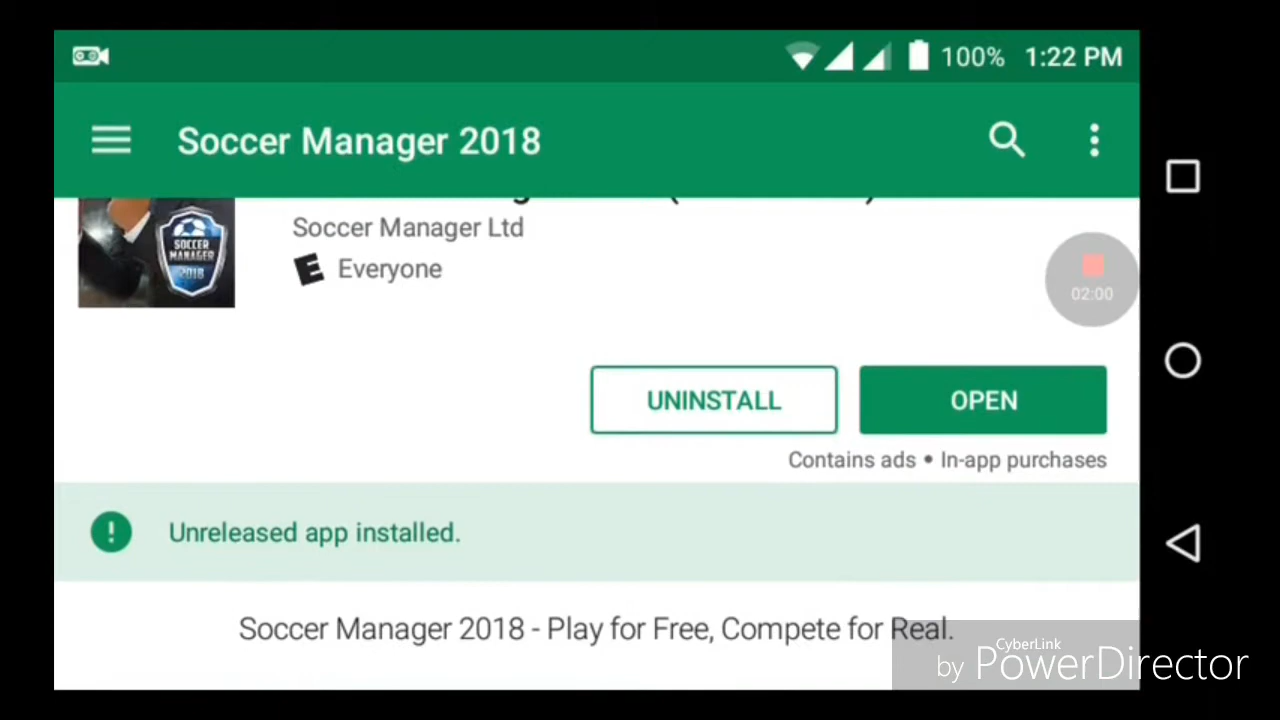 100% 1:22 PM
Soccer Manager 2018
Soccer Manager Ltd
SOCCER
MANAGER
2018
E Everyone
02:00
UNINSTALL
OPEN
Contains ads • In-app purchases
! Unreleased app installed.
Soccer Manager 2018 - Play for Free, Compete for Real.
CyberLink
by PowerDirector